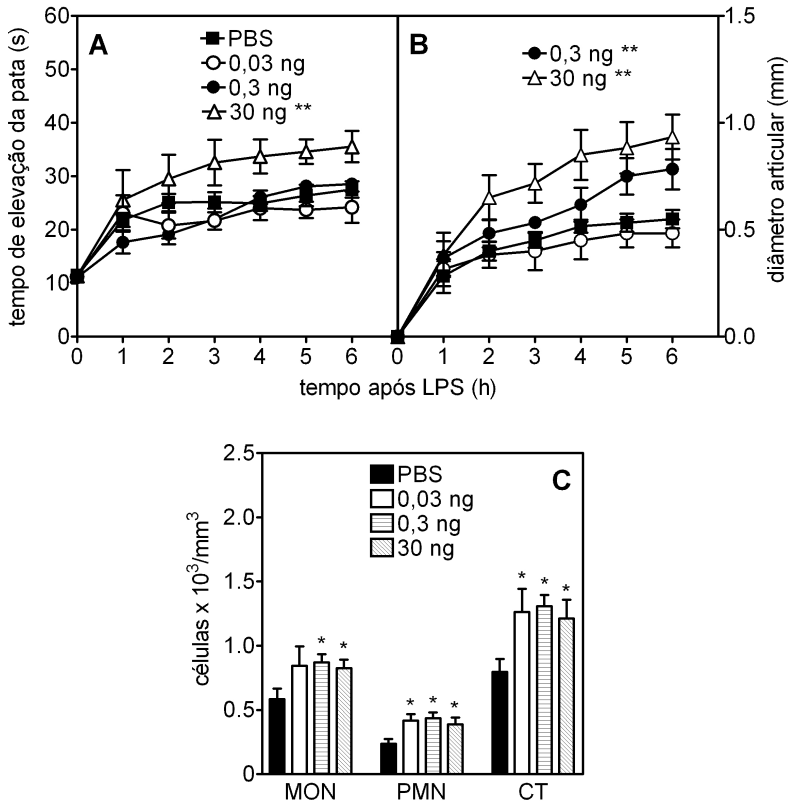 A
PBS
0,03 ng
0,3 ng
30 ng **
60
50
40
30
20
10
0
tempo de elevação da pata (s)
0 1 2 3 4 5 6
B
0,3 ng **
30 ng **
1.5
1.0
0.5
0.0
diâmetro articular (mm)
0 1 2 3 4 5 6
tempo após LPS (h)
C
PBS
0,03 ng
0,3 ng
30 ng
2.5
2.0
1.5
1.0
0.5
0
células x 10³/mm³
* *
* * *
* * *
MON PMN CT